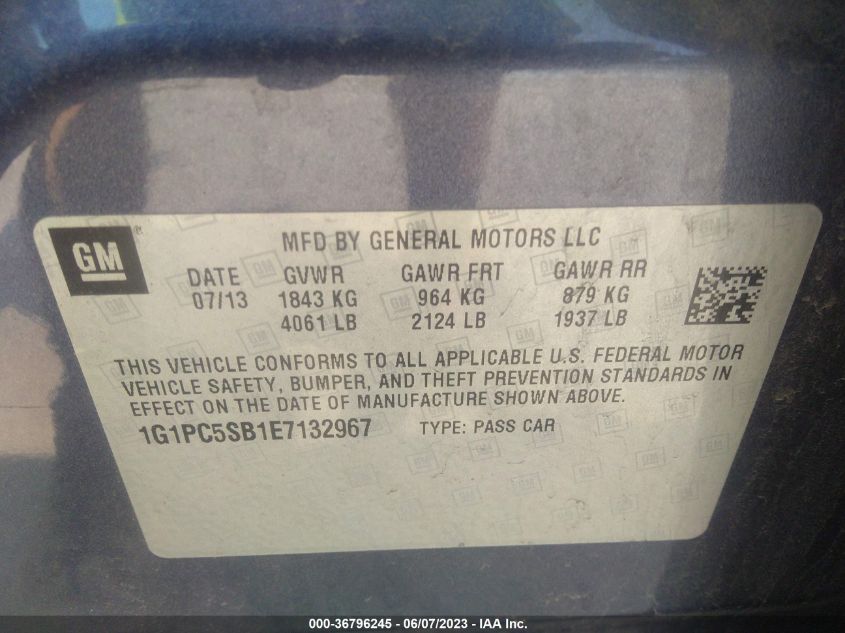 GM ®
MFD BY GENERAL MOTORS LLC
DATE GVWR GAWR FRT GAWR RR
07/13 1843 KG 964 KG 879 KG
4061 LB 2124 LB 1937 LB
THIS VEHICLE CONFORMS TO ALL APPLICABLE U.S. FEDERAL MOTOR
VEHICLE SAFETY, BUMPER, AND THEFT PREVENTION STANDARDS IN
EFFECT ON THE DATE OF MANUFACTURE SHOWN ABOVE.
1G1PC5SB1E7132967 TYPE: PASS CAR
000-36796245 - 06/07/2023 - IAA Inc.